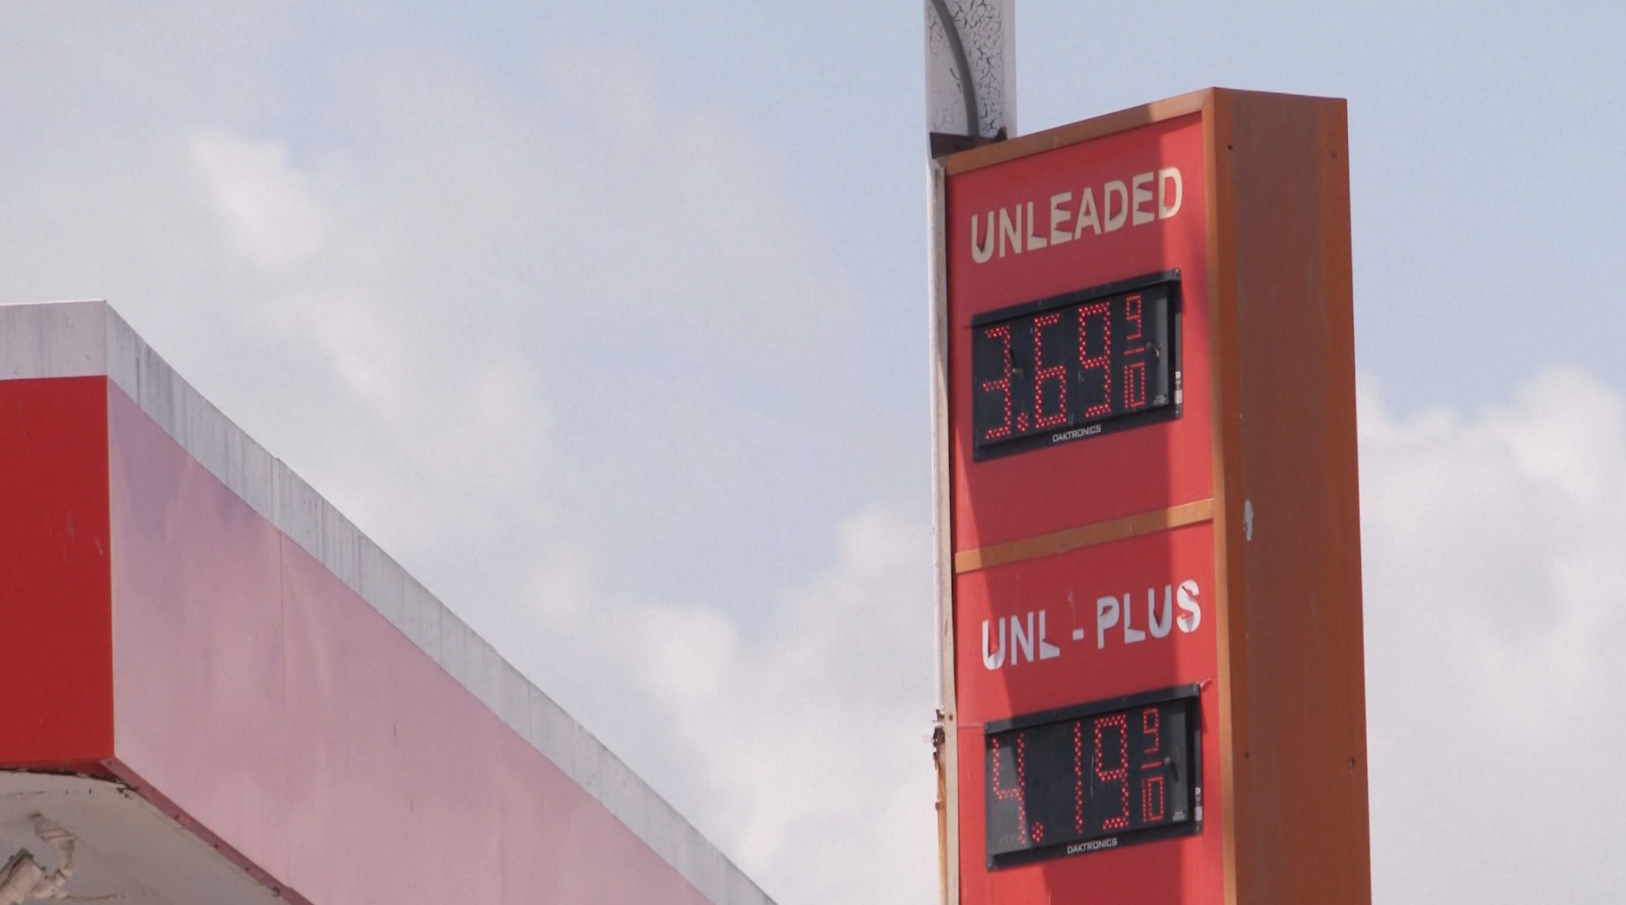 UNLEADED
3.69 9/10
DAKTRONICS
UNL - PLUS
4.19 9/10
DAKTRONICS